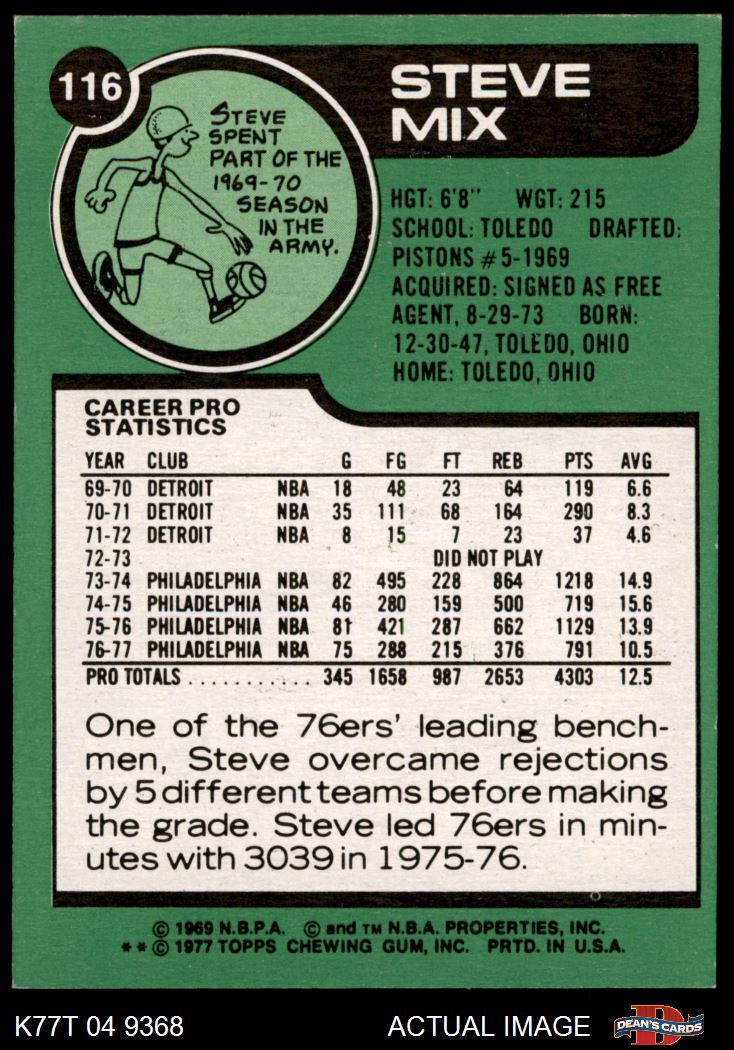 116
STEVE
MIX
STEVE
SPENT
PART OF THE
1969-70
SEASON
IN THE
ARMY.
HGT: 6'8" WGT: 215
SCHOOL: TOLEDO DRAFTED:
PISTONS #5-1969
ACQUIRED: SIGNED AS FREE
AGENT, 8-29-73 BORN:
12-30-47, TOLEDO, OHIO
HOME: TOLEDO, OHIO
CAREER PRO
STATISTICS
YEAR CLUB G FG FT REB PTS AVG
69-70 DETROIT NBA 18 48 23 64 119 6.6
70-71 DETROIT NBA 35 111 68 164 290 8.3
71-72 DETROIT NBA 8 15 7 23 37 4.6
72-73 DID NOT PLAY
73-74 PHILADELPHIA NBA 82 495 228 864 1218 14.9
74-75 PHILADELPHIA NBA 46 280 159 500 719 15.6
75-76 PHILADELPHIA NBA 81 421 287 662 1129 13.9
76-77 PHILADELPHIA NBA 75 288 215 376 791 10.5
PRO TOTALS . . . . . . . . . . . 345 1658 987 2653 4303 12.5
One of the 76ers' leading bench-
men, Steve overcame rejections
by 5 different teams before making
the grade. Steve led 76ers in min-
utes with 3039 in 1975-76.
© 1969 N.B.P.A. © and TM N.B.A. PROPERTIES, INC.
** © 1977 TOPPS CHEWING GUM, INC. PRTD. IN U.S.A.
K77T 04 9368 ACTUAL IMAGE D DEAN'S CARDS